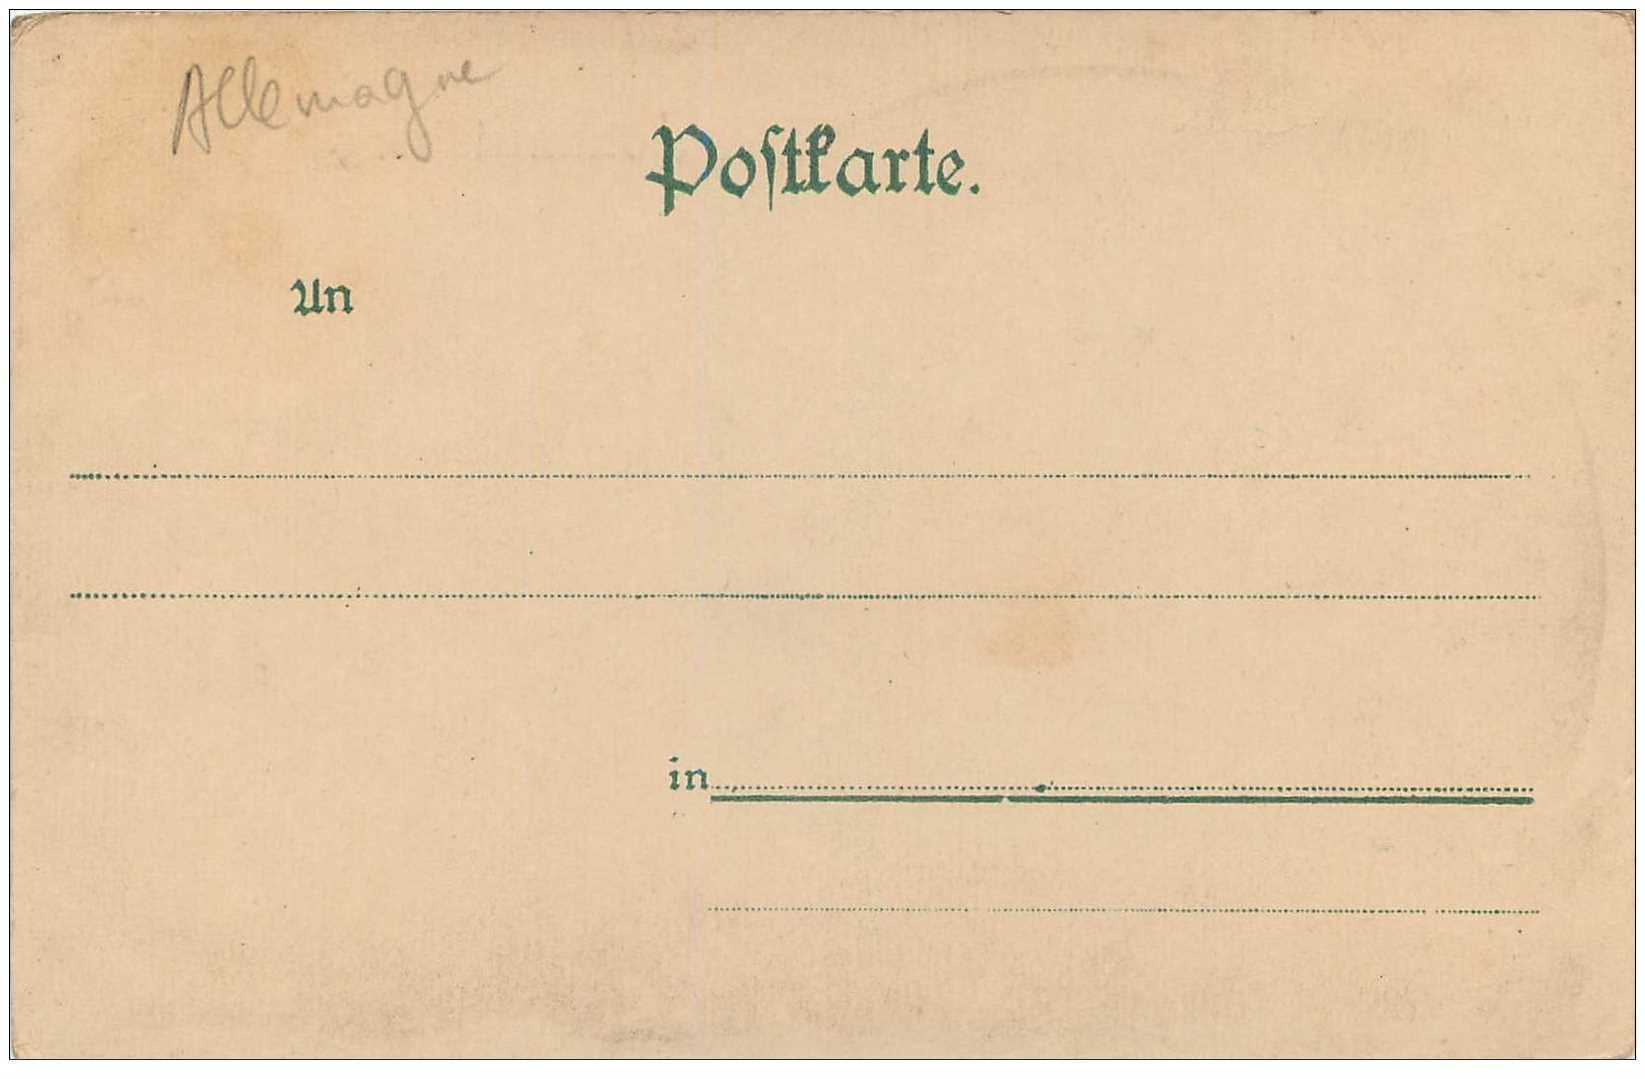 Allemagne
Poſtkarte.
An
in